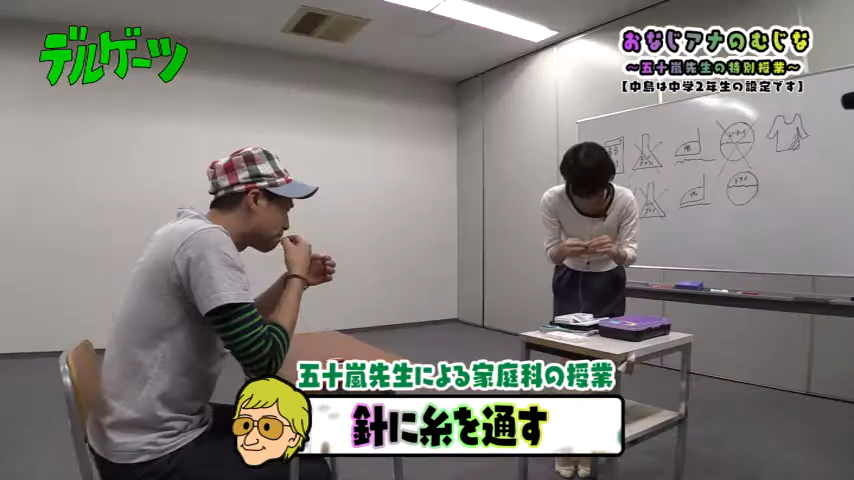 デルゲーツ
おなじアナのむじな
～五十嵐先生の特別授業～
【中島は中学2年生の設定です】
五十嵐先生による家庭科の授業
針に糸を通す